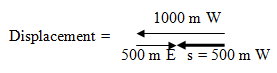 1000 m W
Displacement =
500 m E s = 500 m W